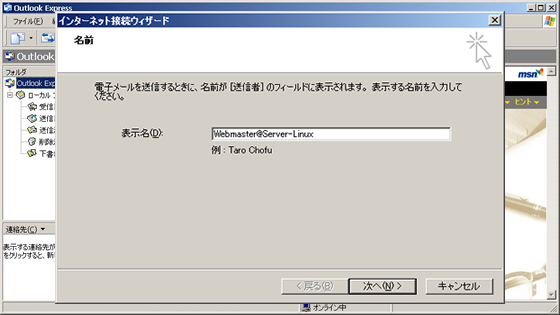 Outlook Express
ファイル(F)
インターネット接続ウィザード
名前
Outlook
msn
フォルダ
Outlook Exp
ローカル フ
受信
送信
送信
削除
下書
ヒント
電子メールを送信するときに、名前が [送信者] のフィールドに表示されます。表示する名前を入力して
ください。
表示名(D):
Webmaster@Server-Linux
例 : Taro Chofu
連絡先(C)
表示する連絡先が
をクリックすると、新
< 戻る(B)
次へ(N) >
キャンセル
オンライン中